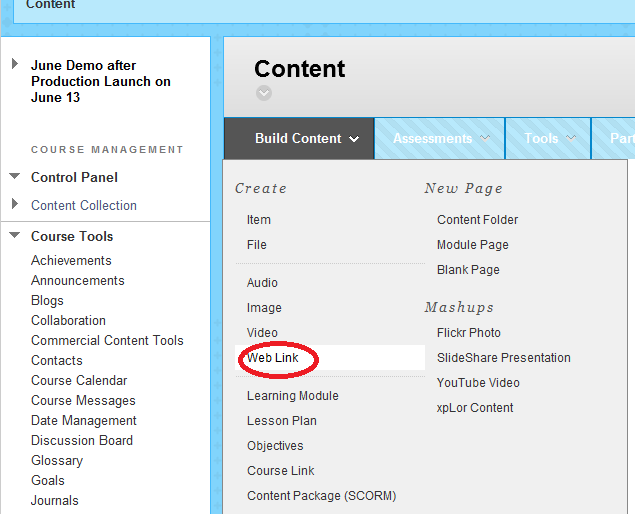 Content
June Demo after
Production Launch on
June 13
COURSE MANAGEMENT
Control Panel
Content Collection
Course Tools
Achievements
Announcements
Blogs
Collaboration
Commercial Content Tools
Contacts
Course Calendar
Course Messages
Date Management
Discussion Board
Glossary
Goals
Journals
Content
Build Content
Assessments
Tools
Part
Create
Item
File
Audio
Image
Video
Web Link
Learning Module
Lesson Plan
Objectives
Course Link
Content Package (SCORM)
New Page
Content Folder
Module Page
Blank Page
Mashups
Flickr Photo
SlideShare Presentation
YouTube Video
xpLor Content